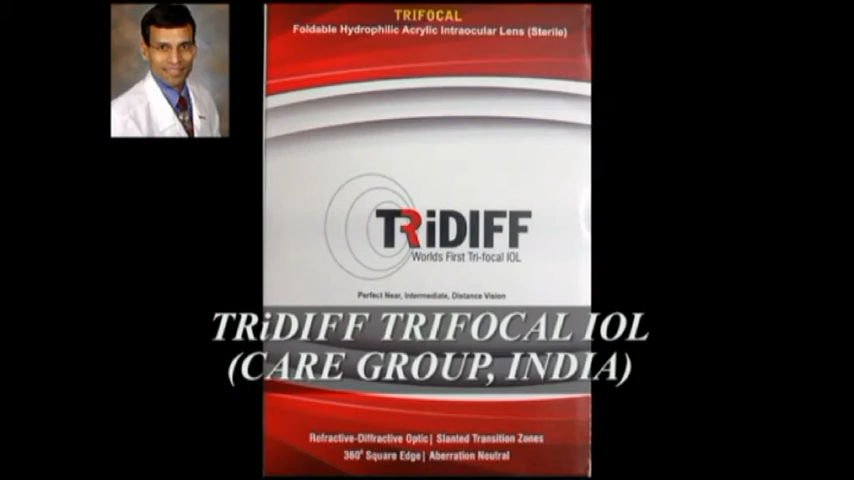 TRIFOCAL
Foldable Hydrophilic Acrylic Intraocular Lens (Sterile)
TRiDIFF
Worlds First Tri-focal IOL
Perfect Near, Intermediate, Distance Vision
TRiDIFF TRIFOCAL IOL
(CARE GROUP, INDIA)
Refractive-Diffractive Optic| Slanted Transition Zones
360⁰ Square Edge| Aberration Neutral